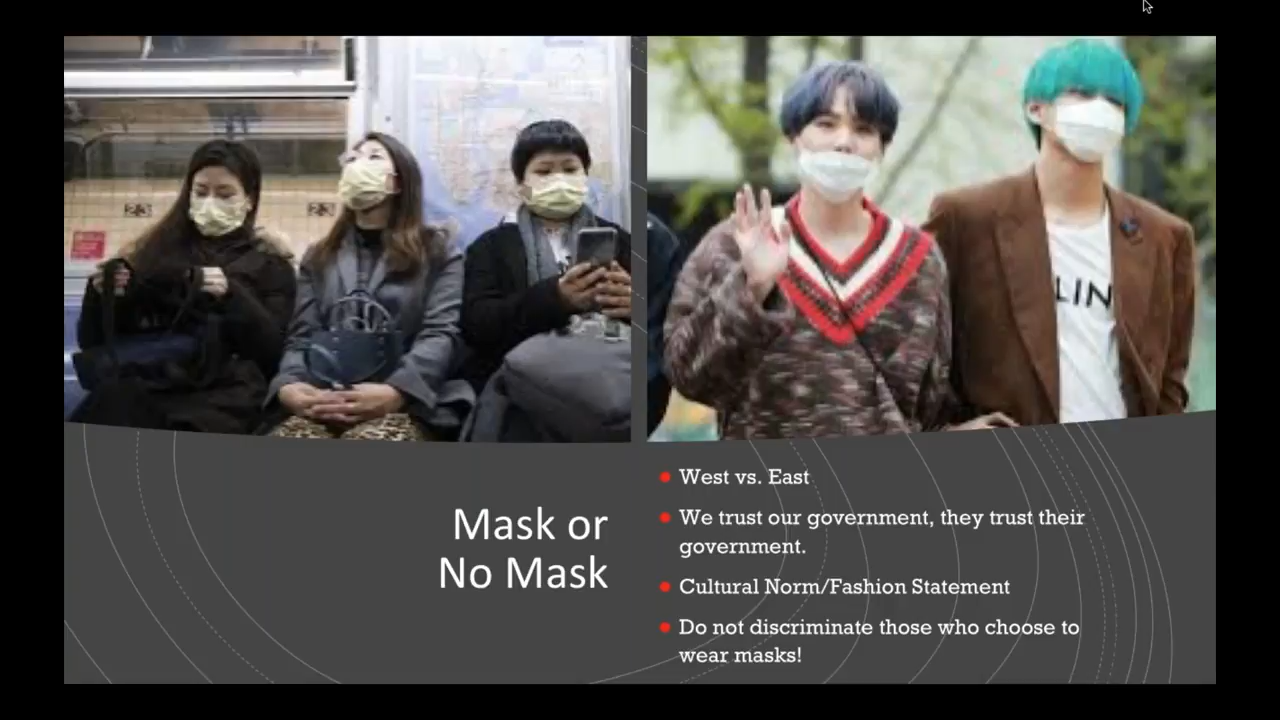 LIN
Mask or
No Mask
West vs. East
We trust our government, they trust their
government.
Cultural Norm/Fashion Statement
Do not discriminate those who choose to
wear masks!